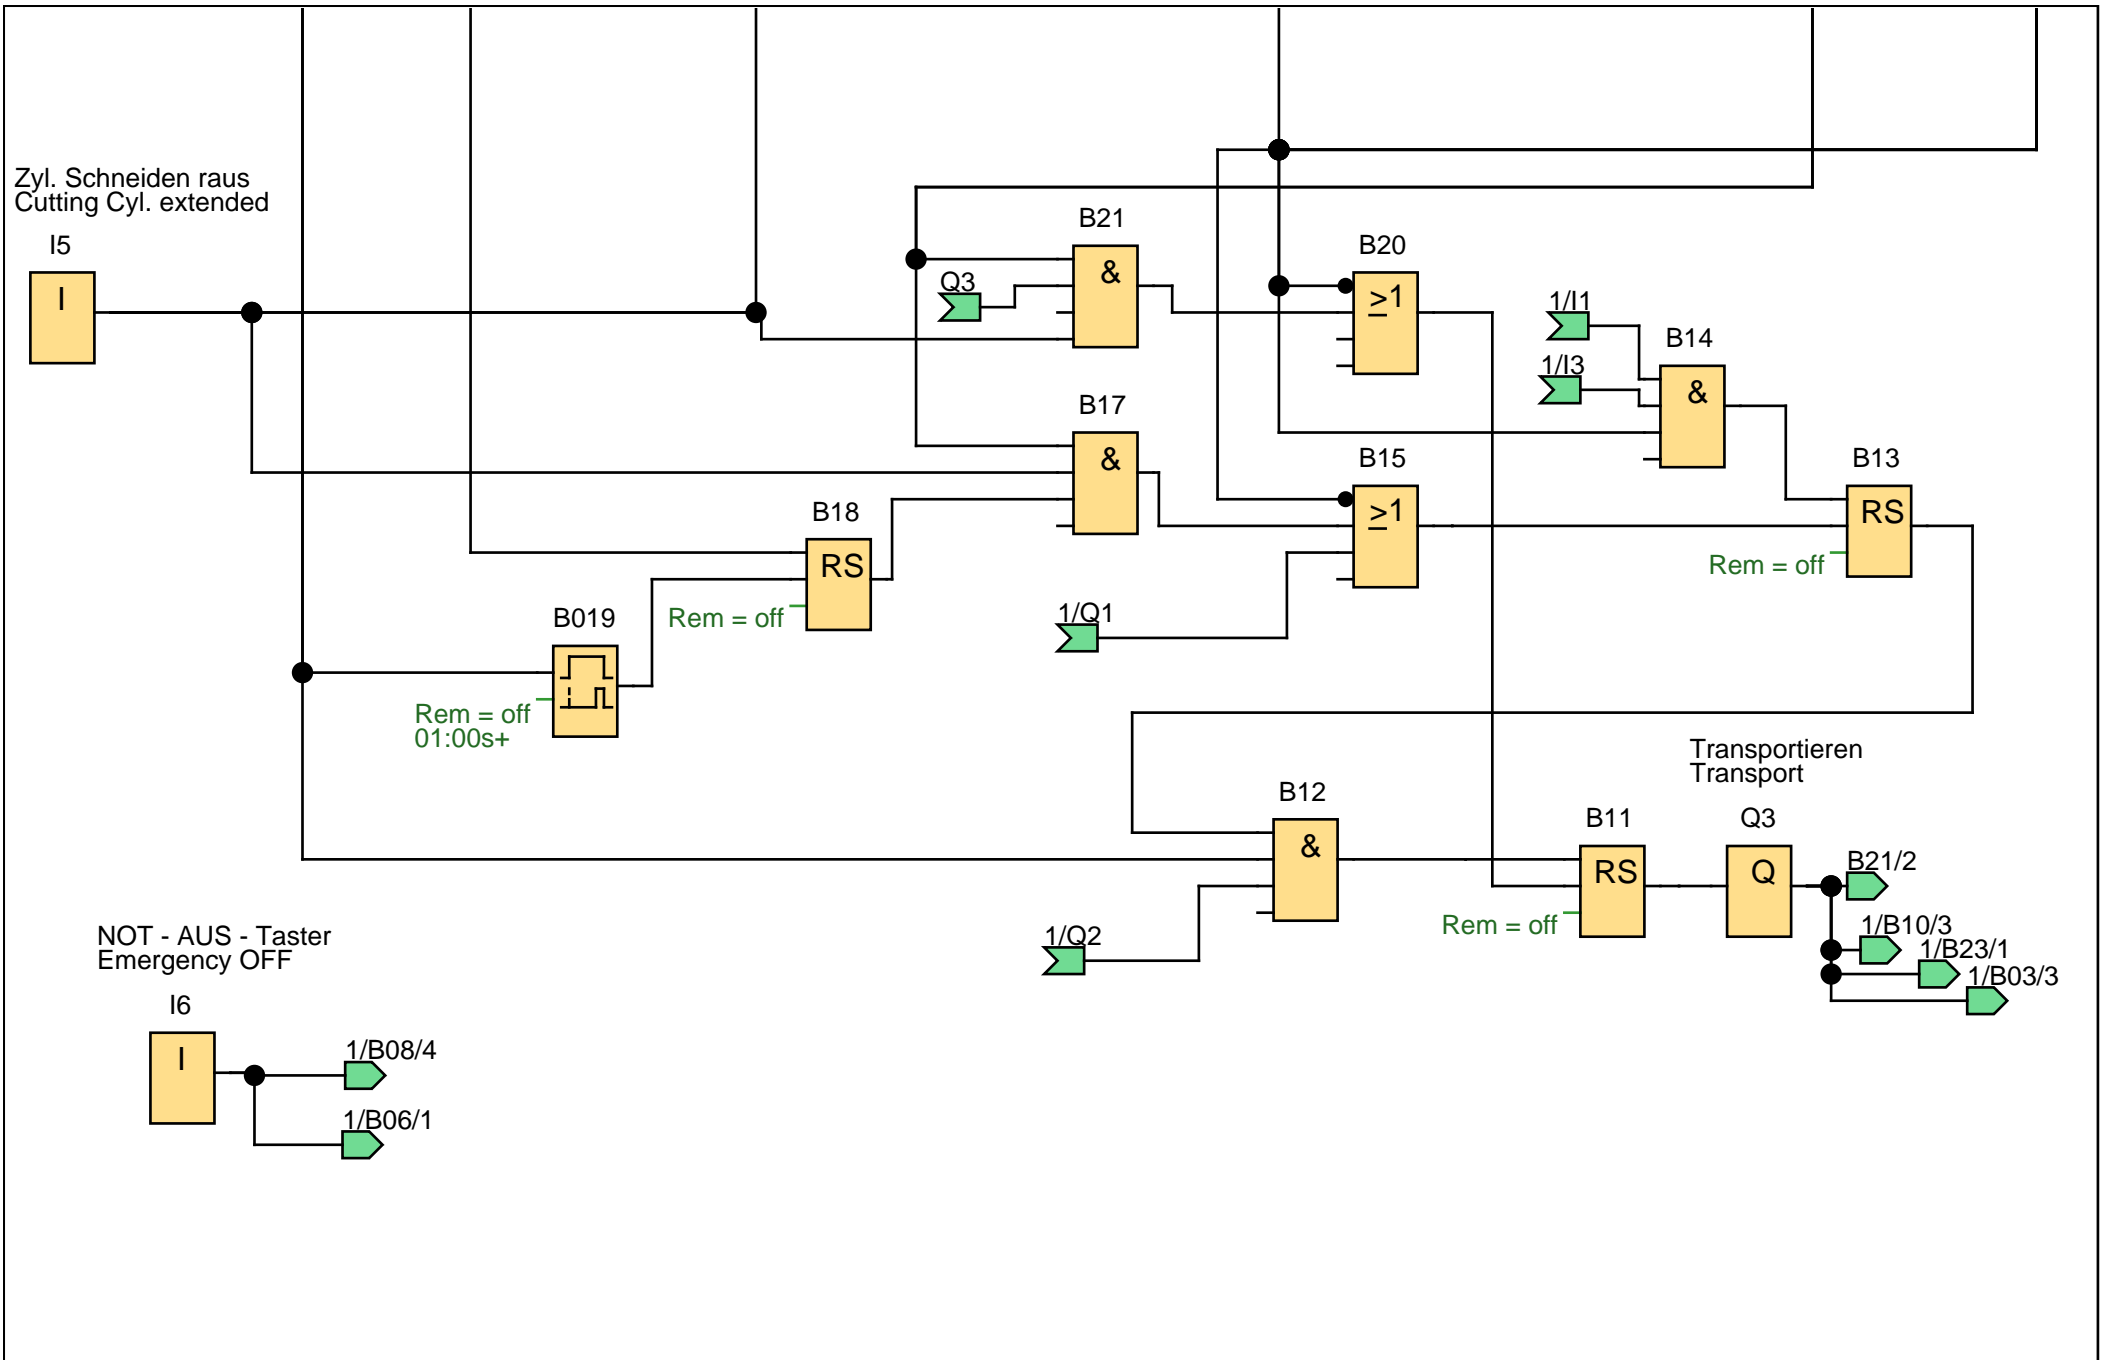 Zyl. Schneiden raus
Cutting Cyl. extended
I5
I
B21
&
Q3
B20
≥1
1/I1
B14
&
1/I3
B17
&
B15
≥1
B13
RS
Rem = off
B18
RS
Rem = off
B019
Rem = off
01:00s+
1/Q1
Transportieren
Transport
B12
&
B11
RS
Rem = off
Q3
Q
B21/2
1/B10/3
1/B23/1
1/B03/3
1/Q2
NOT - AUS - Taster
Emergency OFF
I6
I
1/B08/4
1/B06/1